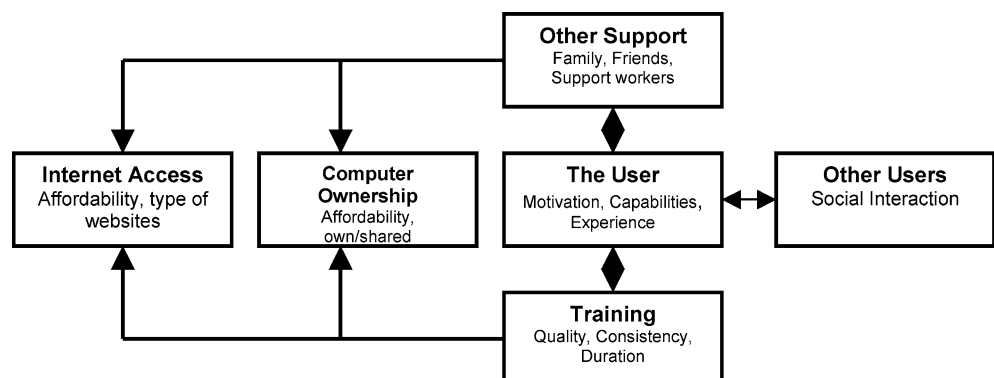 Other Support
Family, Friends,
Support workers
Internet Access
Affordability, type of
websites
Computer
Ownership
Affordability,
own/shared
The User
Motivation, Capabilities,
Experience
Other Users
Social Interaction
Training
Quality, Consistency,
Duration